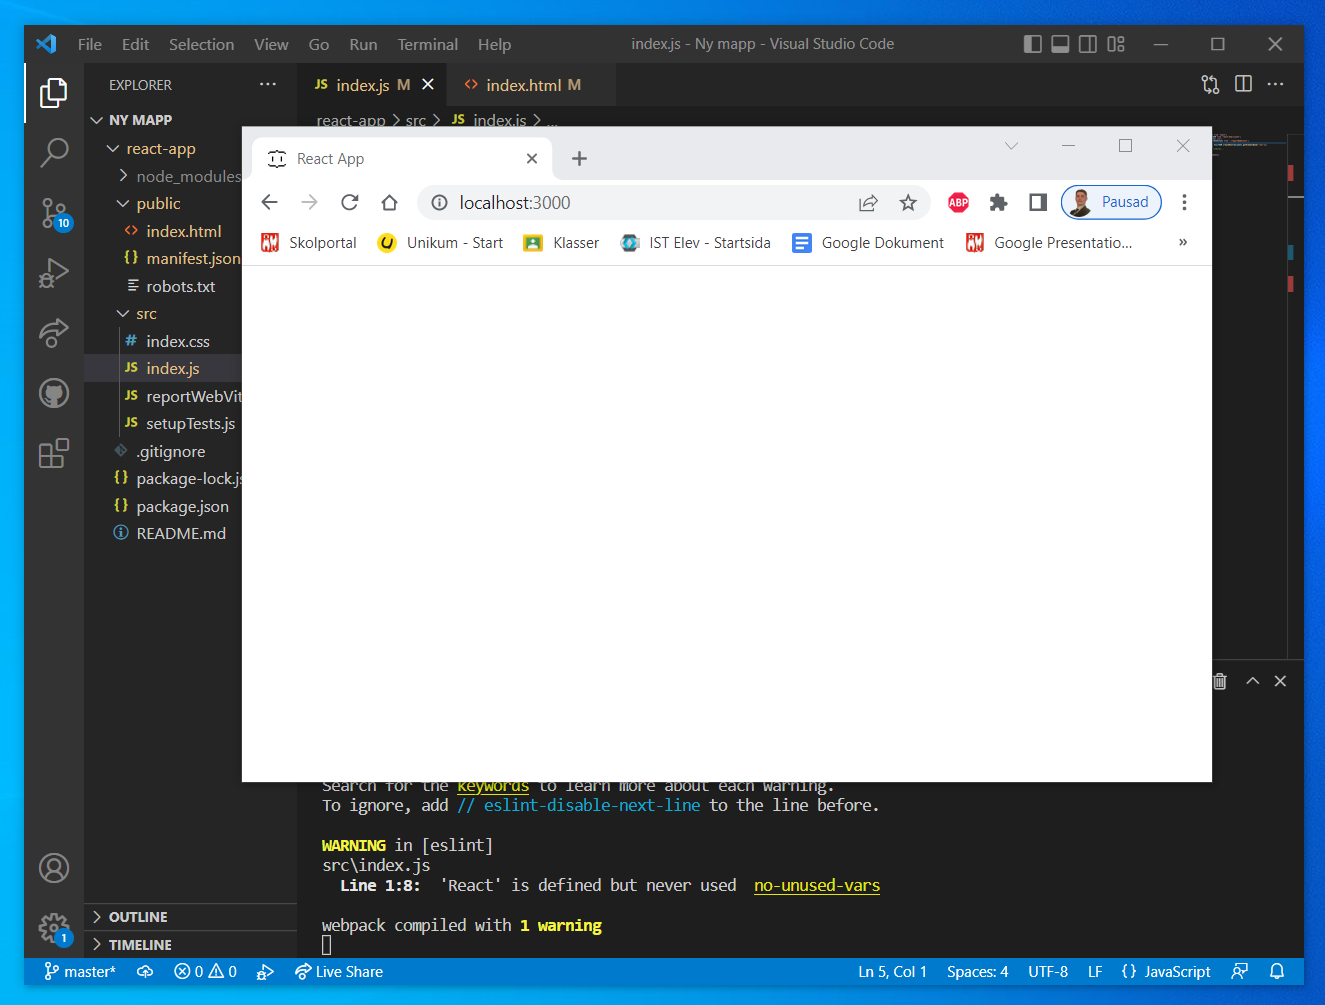 File Edit Selection View Go Run Terminal Help
index.js - Ny mapp - Visual Studio Code
EXPLORER
JS index.js M
index.html M
react-app > src > JS index.js > ...
NY MAPP
react-app
node_modules
public
index.html
manifest.json
robots.txt
src
# index.css
JS index.js
JS reportWebVit
JS setupTests.js
.gitignore
package-lock.js
package.json
README.md
10
React App
localhost:3000
ABP
Pausad
Skolportal
Unikum - Start
Klasser
IST Elev - Startsida
Google Dokument
Google Presentatio...
»
Search for the keywords to learn more about each warning.
To ignore, add // eslint-disable-next-line to the line before.
WARNING in [eslint]
src\index.js
Line 1:8: 'React' is defined but never used no-unused-vars
webpack compiled with 1 warning
OUTLINE
TIMELINE
1
master* 0 0 Live Share
Ln 5, Col 1 Spaces: 4 UTF-8 LF {} JavaScript